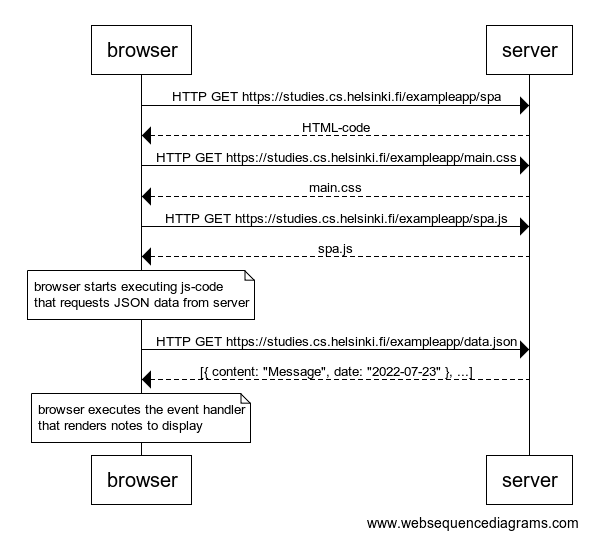 browser server
HTTP GET https://studies.cs.helsinki.fi/exampleapp/spa
HTML-code
HTTP GET https://studies.cs.helsinki.fi/exampleapp/main.css
main.css
HTTP GET https://studies.cs.helsinki.fi/exampleapp/spa.js
spa.js
browser starts executing js-code
that requests JSON data from server
HTTP GET https://studies.cs.helsinki.fi/exampleapp/data.json
[{ content: "Message", date: "2022-07-23" }, ...]
browser executes the event handler
that renders notes to display
browser server
www.websequencediagrams.com